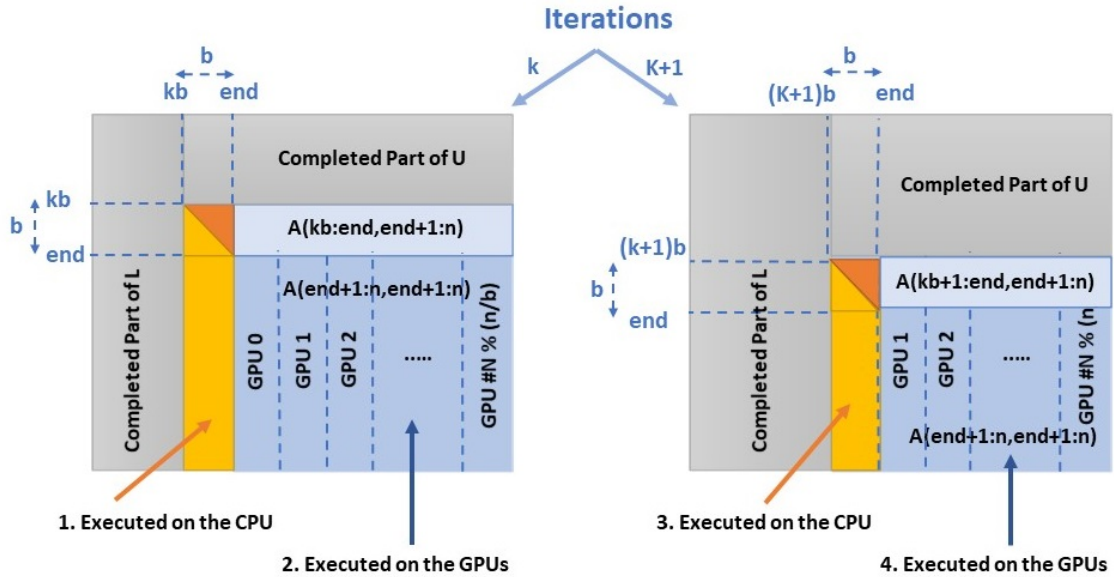 Iterations
b
k
K+1
b
kb
end
(K+1)b
end
Completed Part of U
Completed Part of U
kb
b
end
A(kb:end,end+1:n)
(k+1)b
b
end
A(kb+1:end,end+1:n)
Completed Part of L
A(end+1:n,end+1:n)
GPU 0
GPU 1
GPU 2
.....
GPU #N % (n/b)
Completed Part of L
GPU 1
GPU 2
.....
GPU #N % (n
A(end+1:n,end+1:n)
1. Executed on the CPU
3. Executed on the CPU
2. Executed on the GPUs
4. Executed on the GPUs